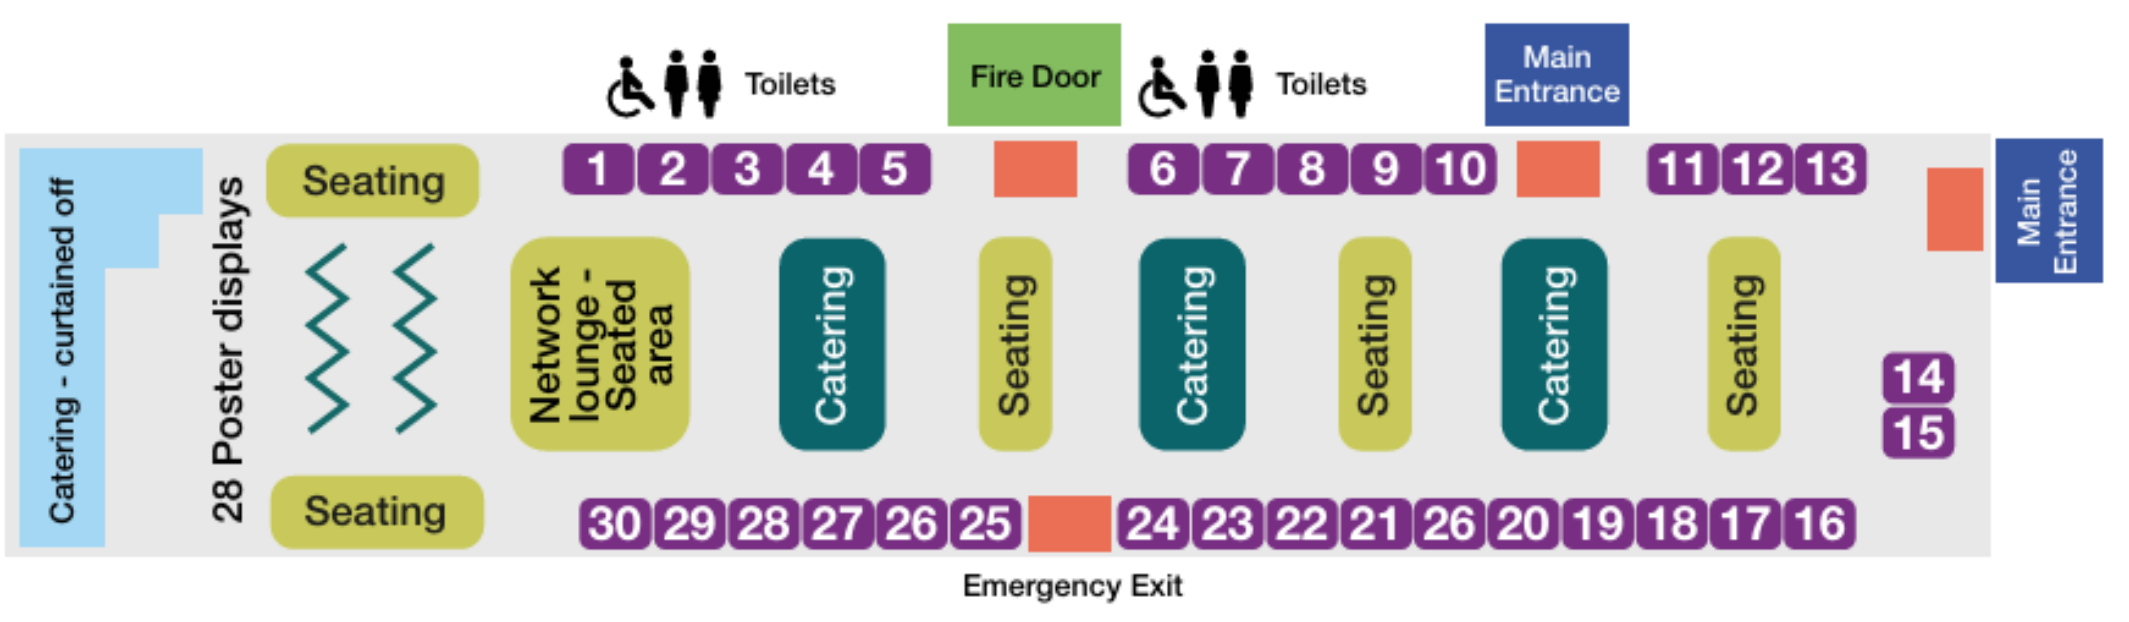 Toilets
Fire Door
Toilets
Main
Entrance
Catering - curtained off
28 Poster displays
Seating
1 2 3 4 5
6 7 8 9 10
11 12 13
Main
Entrance
Network
lounge -
Seated
area
Catering
Seating
Catering
Seating
Catering
Seating
14
15
Seating
30 29 28 27 26 25
24 23 22 21 26 20 19 18 17 16
Emergency Exit